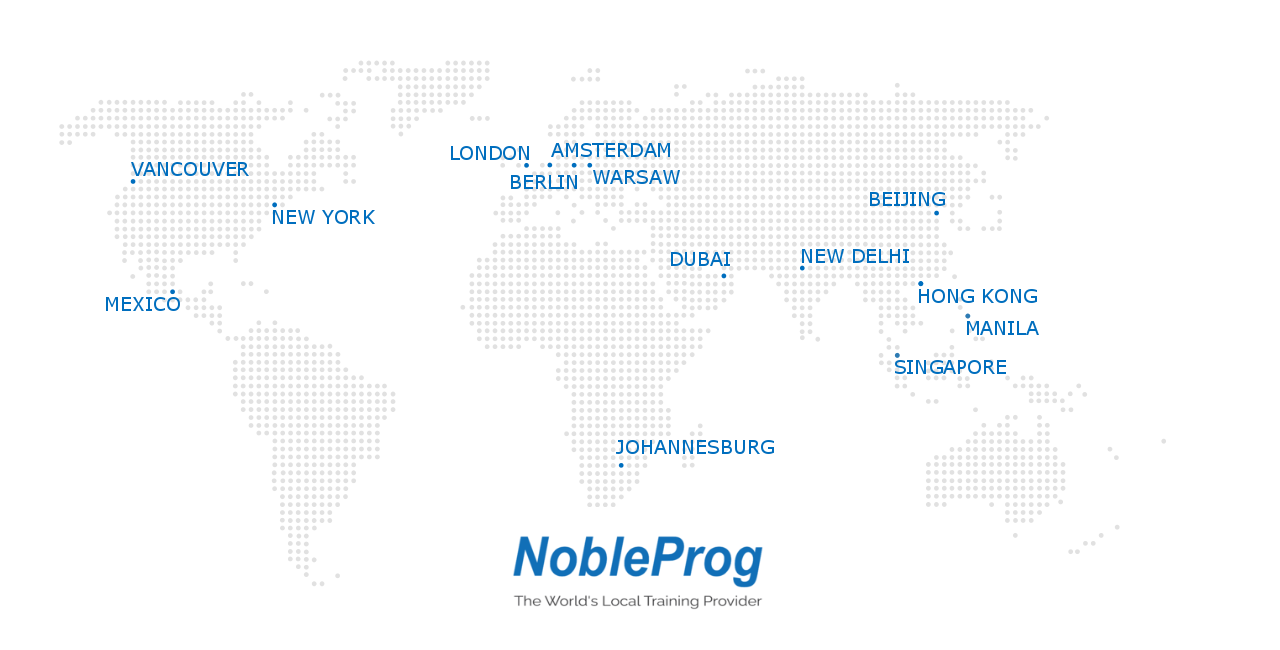 LONDON
AMSTERDAM
VANCOUVER
BERLIN
WARSAW
BEIJING
NEW YORK
DUBAI
NEW DELHI
MEXICO
HONG KONG
MANILA
SINGAPORE
JOHANNESBURG
NobleProg
The World's Local Training Provider